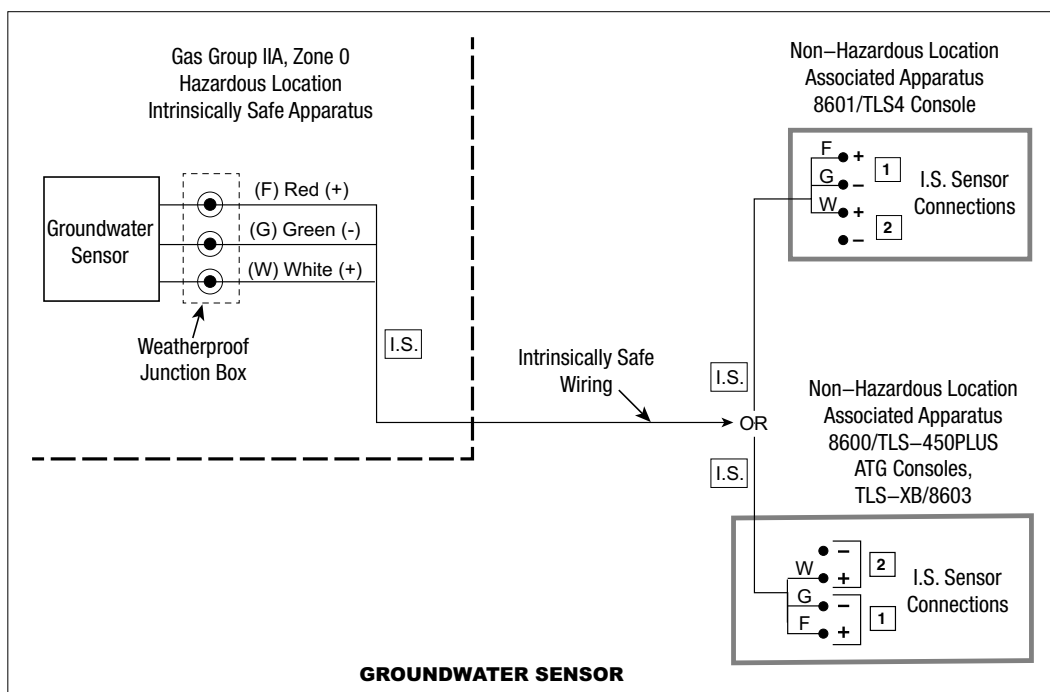 Gas Group IIA, Zone 0
Hazardous Location
Intrinsically Safe Apparatus
Groundwater
Sensor
(F) Red (+)
(G) Green (-)
(W) White (+)
Weatherproof
Junction Box
I.S.
Intrinsically Safe
Wiring
I.S.
OR
I.S.
Non–Hazardous Location
Associated Apparatus
8601/TLS4 Console
F + 1
G –
W + 2
–
I.S. Sensor
Connections
Non–Hazardous Location
Associated Apparatus
8600/TLS–450PLUS
ATG Consoles,
TLS–XB/8603
– 2
W +
G – 1
F +
I.S. Sensor
Connections
GROUNDWATER SENSOR